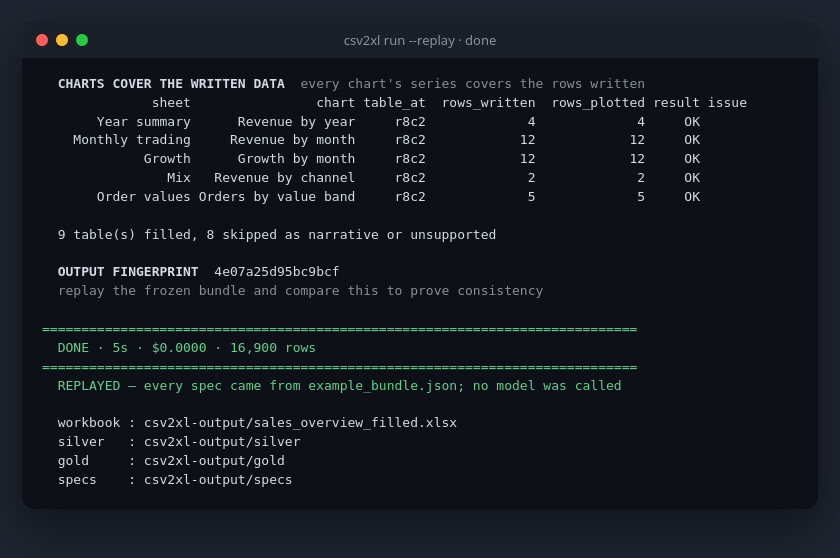 csv2xl run --replay · done
CHARTS COVER THE WRITTEN DATA  every chart's series covers the rows written
sheet chart table_at rows_written rows_plotted result issue
Year summary Revenue by year r8c2 4 4 OK
Monthly trading Revenue by month r8c2 12 12 OK
Growth Growth by month r8c2 12 12 OK
Mix Revenue by channel r8c2 2 2 OK
Order values Orders by value band r8c2 5 5 OK
9 table(s) filled, 8 skipped as narrative or unsupported
OUTPUT FINGERPRINT  4e07a25d95bc9bcf
replay the frozen bundle and compare this to prove consistency
============================================================================
DONE · 5s · $0.0000 · 16,900 rows
============================================================================
REPLAYED — every spec came from example_bundle.json; no model was called
workbook : csv2xl-output/sales_overview_filled.xlsx
silver   : csv2xl-output/silver
gold     : csv2xl-output/gold
specs    : csv2xl-output/specs